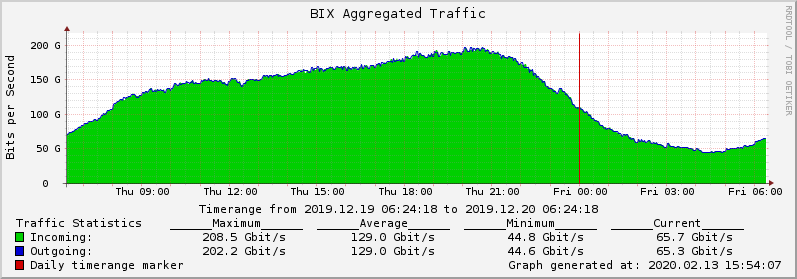 BIX Aggregated Traffic
RRDTOOL / TOBI OETIKER
Bits per Second
200 G
150 G
100 G
50 G
0
Thu 09:00 Thu 12:00 Thu 15:00 Thu 18:00 Thu 21:00 Fri 00:00 Fri 03:00 Fri 06:00
Timerange from 2019.12.19 06:24:18 to 2019.12.20 06:24:18
Traffic Statistics Maximum Average Minimum Current
Incoming: 208.5 Gbit/s 129.0 Gbit/s 44.8 Gbit/s 65.7 Gbit/s
Outgoing: 202.2 Gbit/s 129.0 Gbit/s 44.6 Gbit/s 65.3 Gbit/s
Daily timerange marker Graph generated at: 2020.02.13 15:54:07